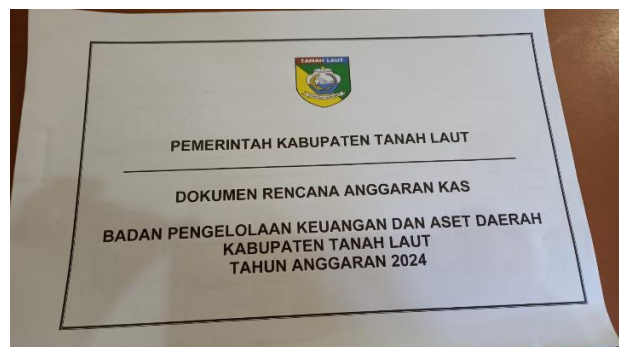 TANAH LAUT
PEMERINTAH KABUPATEN TANAH LAUT
DOKUMEN RENCANA ANGGARAN KAS
BADAN PENGELOLAAN KEUANGAN DAN ASET DAERAH
KABUPATEN TANAH LAUT
TAHUN ANGGARAN 2024